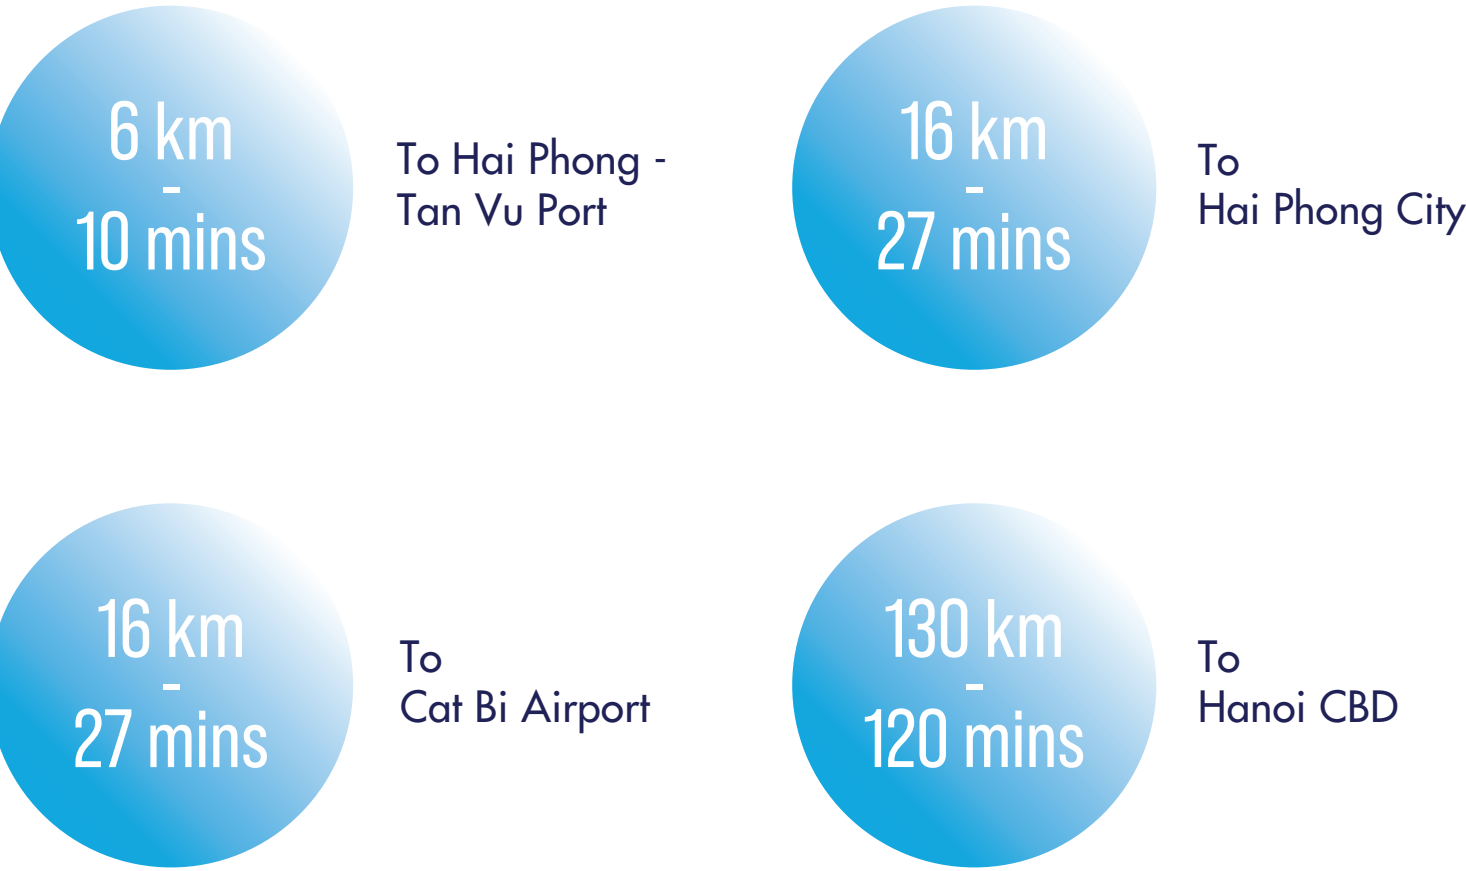 6 km
-
10 mins
To Hai Phong -
Tan Vu Port
16 km
-
27 mins
To
Hai Phong City
16 km
-
27 mins
To
Cat Bi Airport
130 km
-
120 mins
To
Hanoi CBD